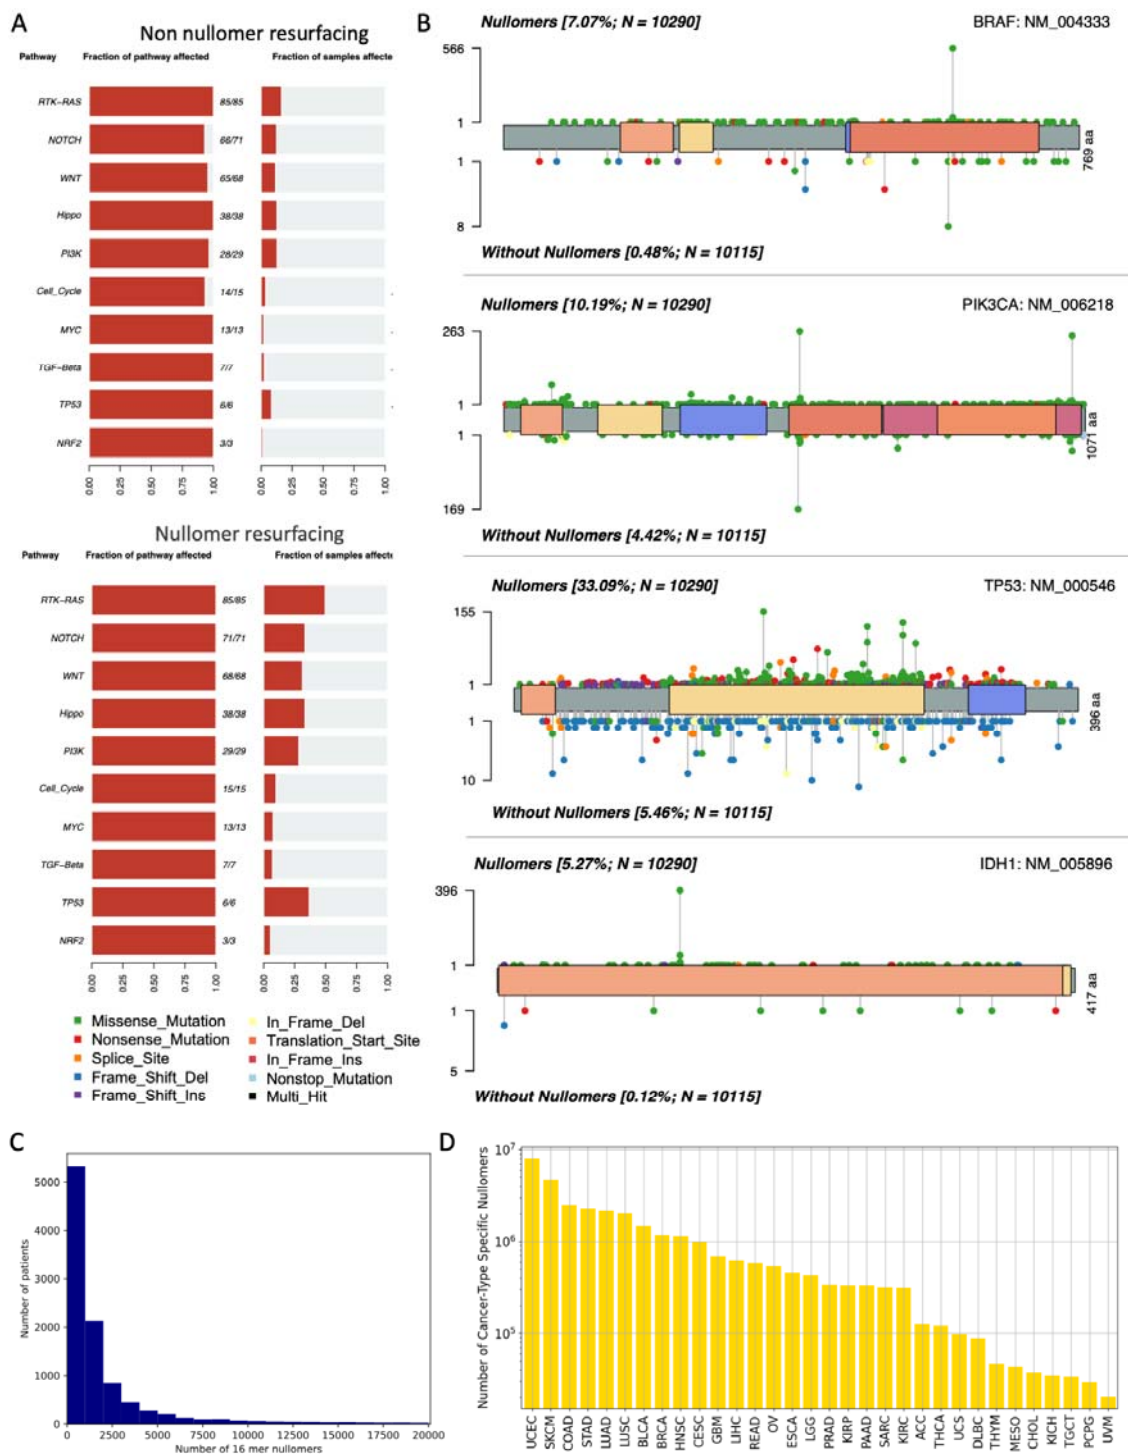 A
Non nullomer resurfacing
Pathway Fraction of pathway affected Fraction of samples affecte
RTK-RAS 85/85
NOTCH 66/71
WNT 65/68
Hippo 38/38
PI3K 28/29
Cell_Cycle 14/15
MYC 13/13
TGF-Beta 7/7
TP53 6/6
NRF2 3/3
0.00 0.25 0.50 0.75 1.00 0.00 0.25 0.50 0.75 1.00
Nullomer resurfacing
Pathway Fraction of pathway affected Fraction of samples affecte
RTK-RAS 85/85
NOTCH 71/71
WNT 68/68
Hippo 38/38
PI3K 29/29
Cell_Cycle 15/15
MYC 13/13
TGF-Beta 7/7
TP53 6/6
NRF2 3/3
0.00 0.25 0.50 0.75 1.00 0.00 0.25 0.50 0.75 1.00
Missense_Mutation In_Frame_Del
Nonsense_Mutation Translation_Start_Site
Splice_Site In_Frame_Ins
Frame_Shift_Del Nonstop_Mutation
Frame_Shift_Ins Multi_Hit
B
Nullomers [7.07%; N = 10290] BRAF: NM_004333
566
1
1
769 aa
8
Without Nullomers [0.48%; N = 10115]
Nullomers [10.19%; N = 10290] PIK3CA: NM_006218
263
1
1
1071 aa
169
Without Nullomers [4.42%; N = 10115]
Nullomers [33.09%; N = 10290] TP53: NM_000546
155
1
1
396 aa
10
Without Nullomers [5.46%; N = 10115]
Nullomers [5.27%; N = 10290] IDH1: NM_005896
396
1
1
417 aa
5
Without Nullomers [0.12%; N = 10115]
C
Number of patients
5000
4000
3000
2000
1000
0
0 2500 5000 7500 10000 12500 15000 17500 20000
Number of 16 mer nullomers
D
Number of Cancer-Type Specific Nullomers
10⁷
10⁶
10⁵
UCEC SKCM COAD STAD LUAD LUSC BLCA BRCA HNSC CESC GBM LIHC READ OV ESCA LGG PRAD KIRP PAAD SARC KIRC ACC THCA UCS DLBC THYM MESO CHOL KICH TGCT PCPG UVM